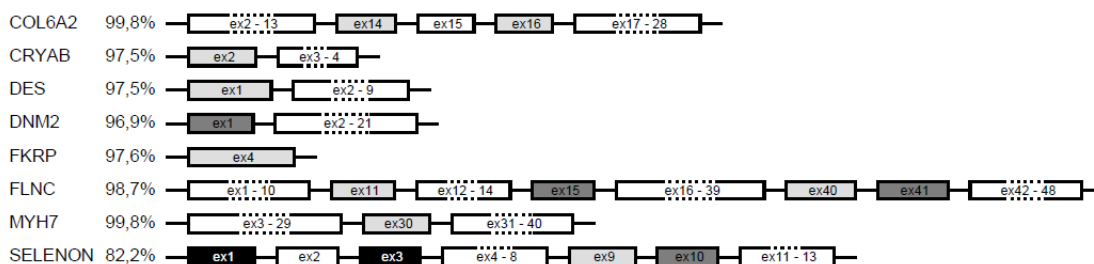 COL6A2 99,8% ex2 - 13 ex14 ex15 ex16 ex17 - 28
CRYAB 97,5% ex2 ex3 - 4
DES 97,5% ex1 ex2 - 9
DNM2 96,9% ex1 ex2 - 21
FKRP 97,6% ex4
FLNC 98,7% ex1 - 10 ex11 ex12 - 14 ex15 ex16 - 39 ex40 ex41 ex42 - 48
MYH7 99,8% ex3 - 29 ex30 ex31 - 40
SELENON 82,2% ex1 ex2 ex3 ex4 - 8 ex9 ex10 ex11 - 13